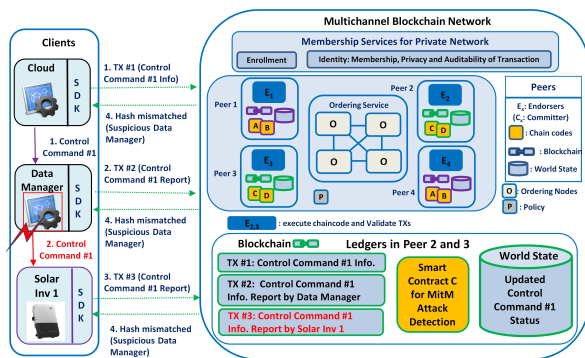 Multichannel Blockchain Network
Clients
Membership Services for Private Network
Enrollment
Identity: Membership, Privacy and Auditability of Transaction
Cloud
S
D
K
1. TX #1 (Control
Command #1 Info)
4. Hash mismatched
(Suspicious Data
Manager)
1. Control
Command #1
Data
Manager
S
D
K
2. TX #2 (Control
Command #1 Report)
4. Hash mismatched
(Suspicious Data
Manager)
2. Control
Command #1
Solar
Inv 1
S
D
K
3. TX #3 (Control
Command #1 Report)
4. Hash mismatched
(Suspicious Data
Manager)
Peer 1
E1
A
B
Peer 2
E2
C
D
Ordering Service
O
O
O
O
Peer 3
E3
C
D
Peer 4
E4
A
B
P
Peers
Ex: Endorsers
(Cx: Committer)
Chain codes
Blockchain
World State
O Ordering Nodes
P Policy
E2,3 : execute chaincode and Validate TXs
Blockchain
Ledgers in Peer 2 and 3
TX #1: Control Command #1 Info.
TX #2: Control Command #1
Info. Report by Data Manager
TX #3: Control Command #1
Info. Report by Solar Inv 1
Smart
Contract C
for MitM
Attack
Detection
World State
Updated
Control
Command #1
Status